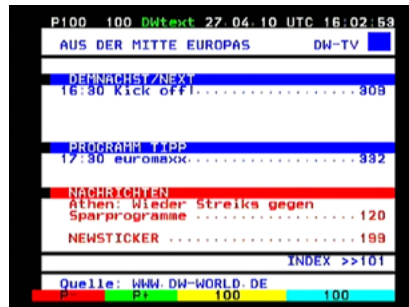 P100 100 DWtext 27.04.10 UTC 16:02:53
AUS DER MITTE EUROPAS DW-TV
DEMNÄCHST/NEXT
16:30 Kick off!.................309
PROGRAMM TIPP
17:30 euromaxx..................332
NACHRICHTEN
Athen: Wieder Streiks gegen
Sparprogramme ..................120
NEWSTICKER .....................199
INDEX >>101
Quelle: WWW.DW-WORLD.DE
P- P+ 100 100